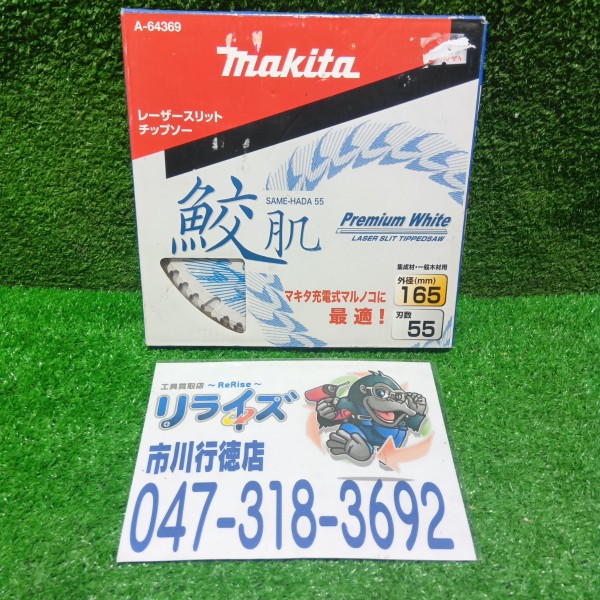 A-64369
makita
レーザースリット
チップソー
鮫肌
SAME-HADA 55
Premium White
LASER SLIT TIPPEDSAW
集成材・一般木材用
外径(mm)
165
刃数
55
マキタ充電式マルノコに
最適!
工具買取店 ~ReRise~
リライズ
市川行徳店
047-318-3692